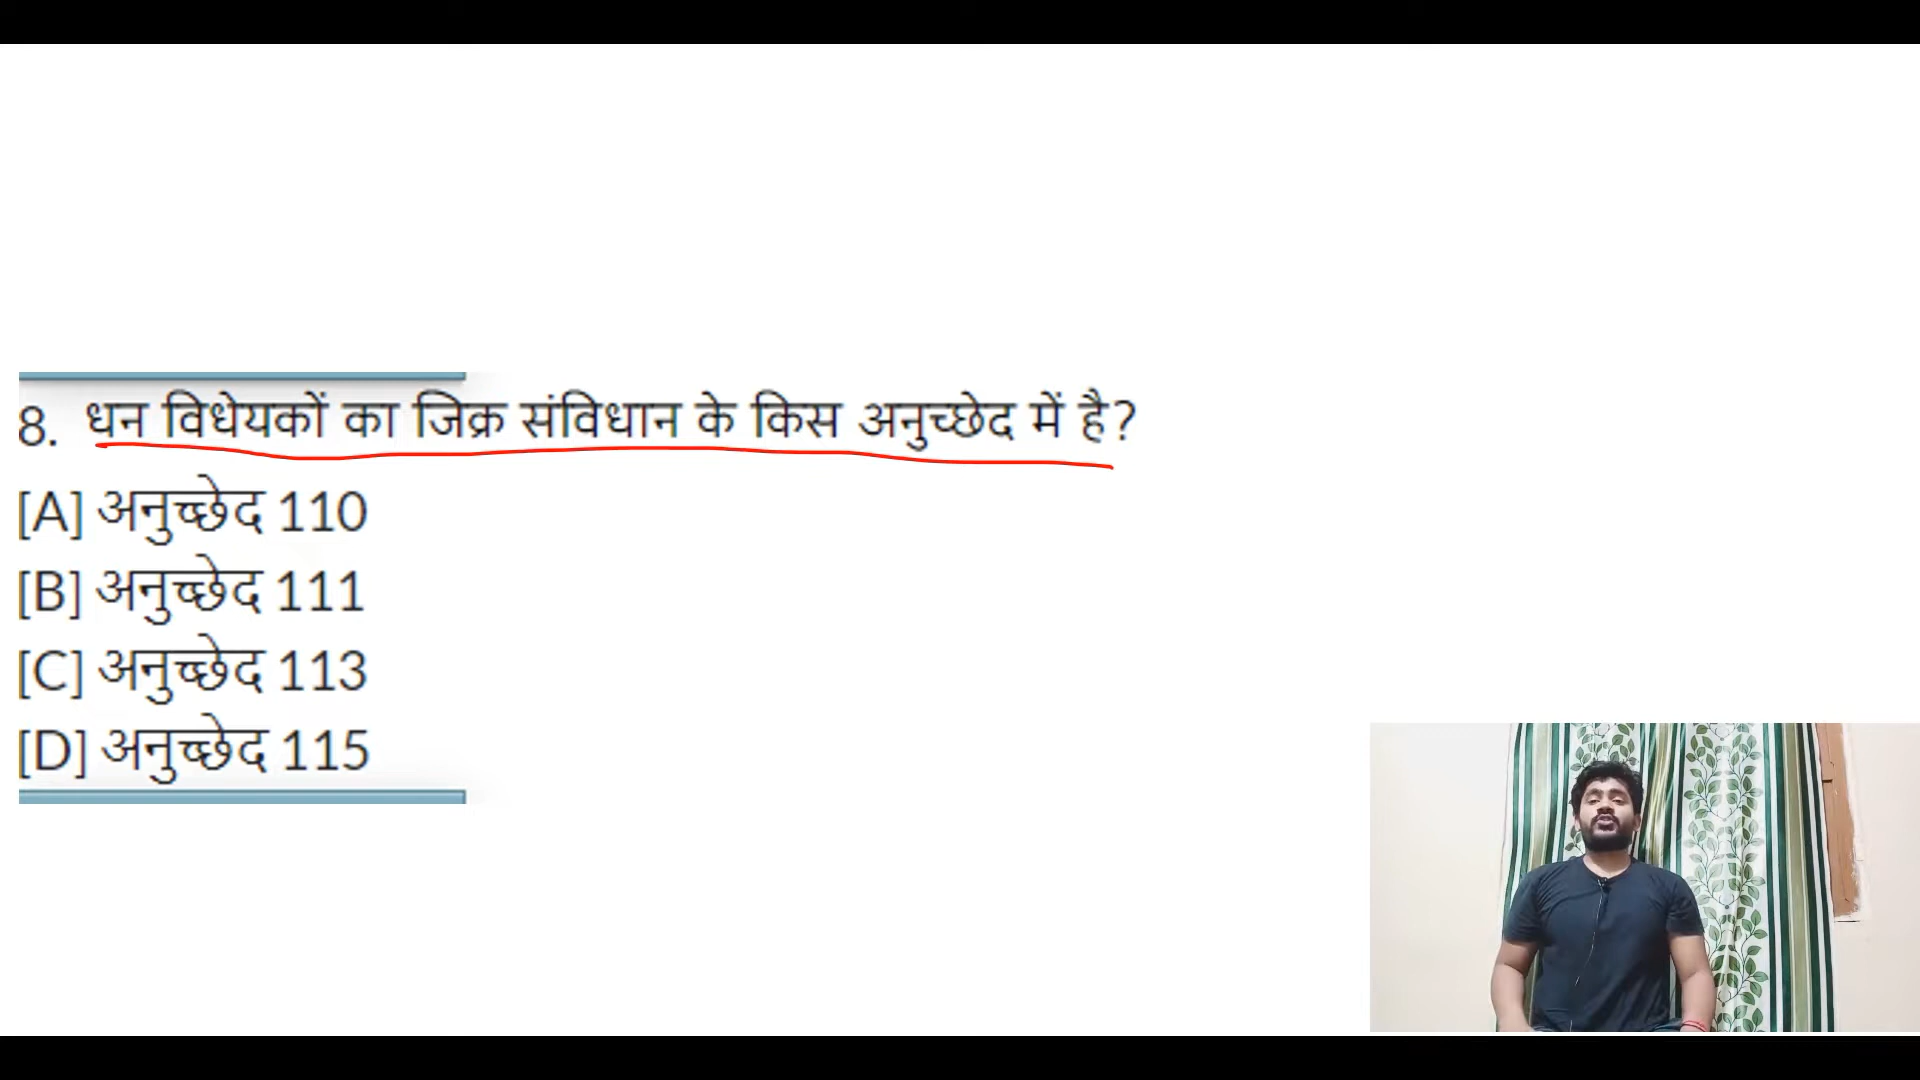 8. धन विधेयकों का जिक्र संविधान के किस अनुच्छेद में है?
[A] अनुच्छेद 110
[B] अनुच्छेद 111
[C] अनुच्छेद 113
[D] अनुच्छेद 115